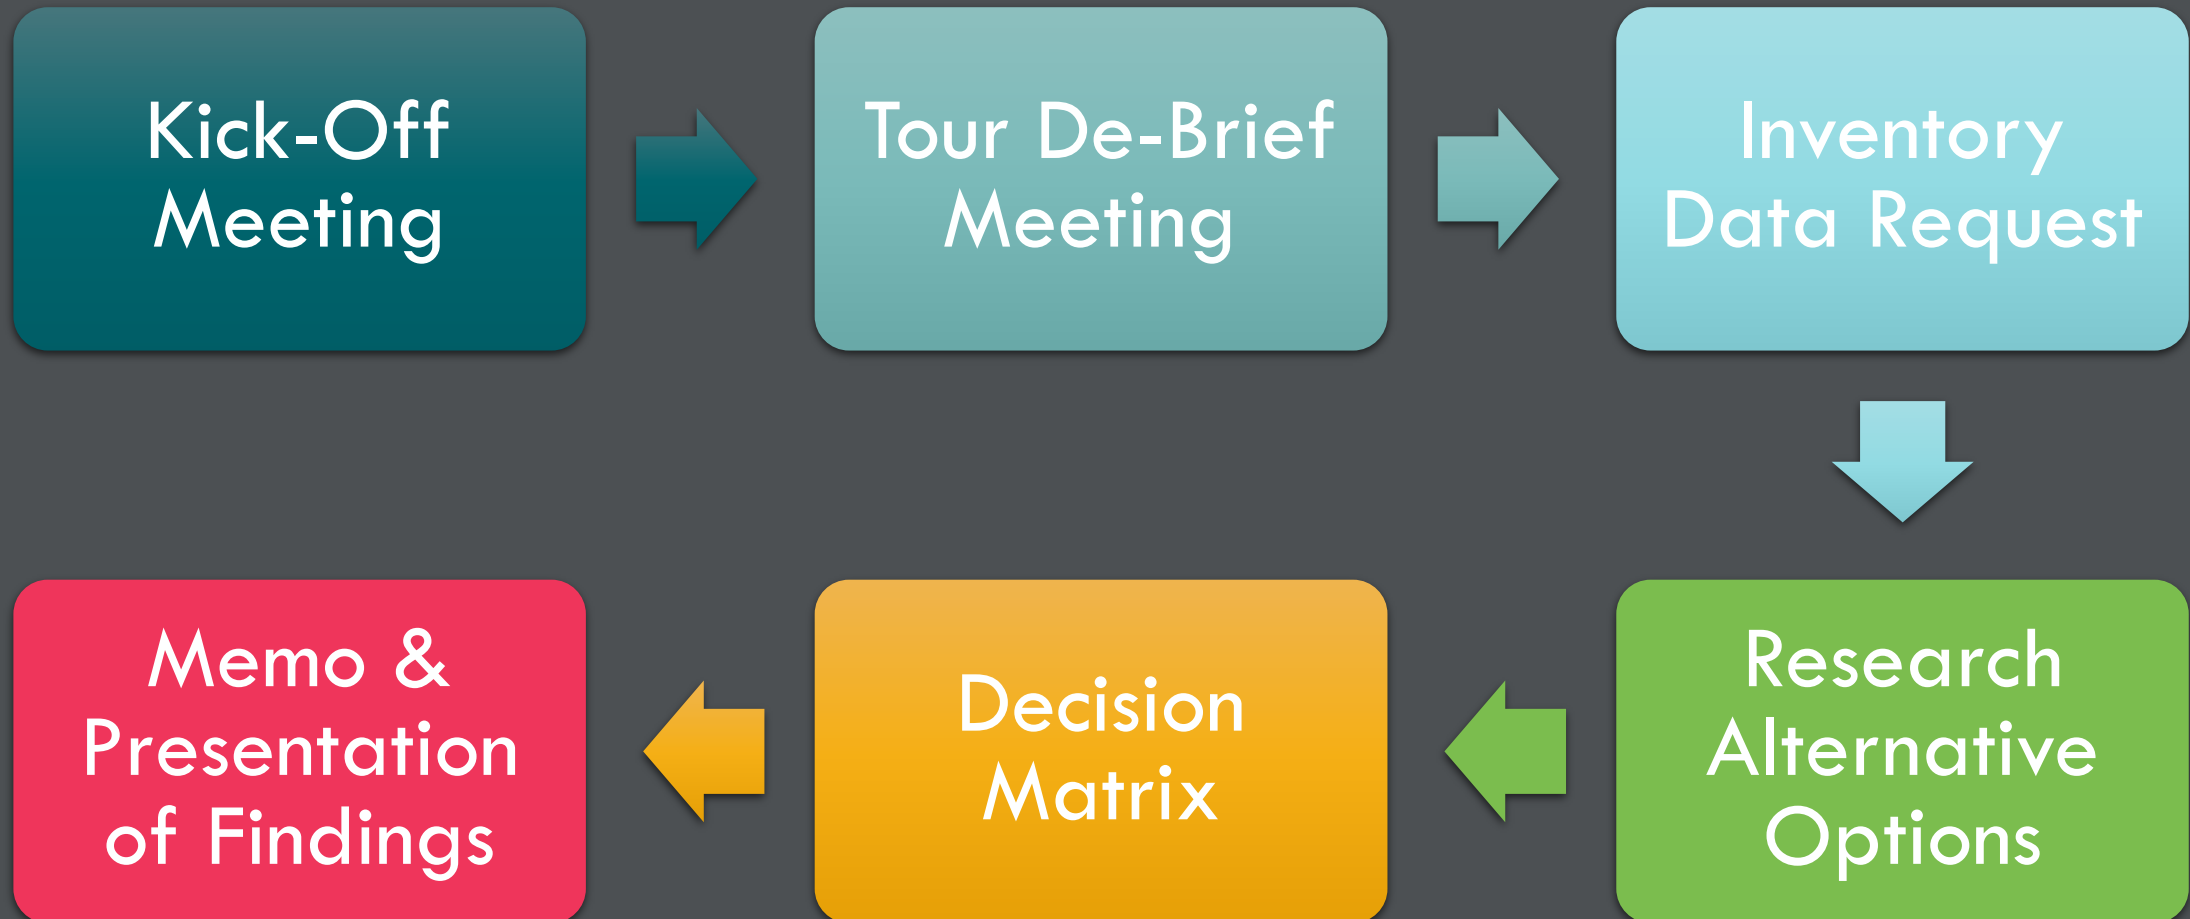 Kick-Off
Meeting
Tour De-Brief
Meeting
Inventory
Data Request
Research
Alternative
Options
Decision
Matrix
Memo &
Presentation
of Findings